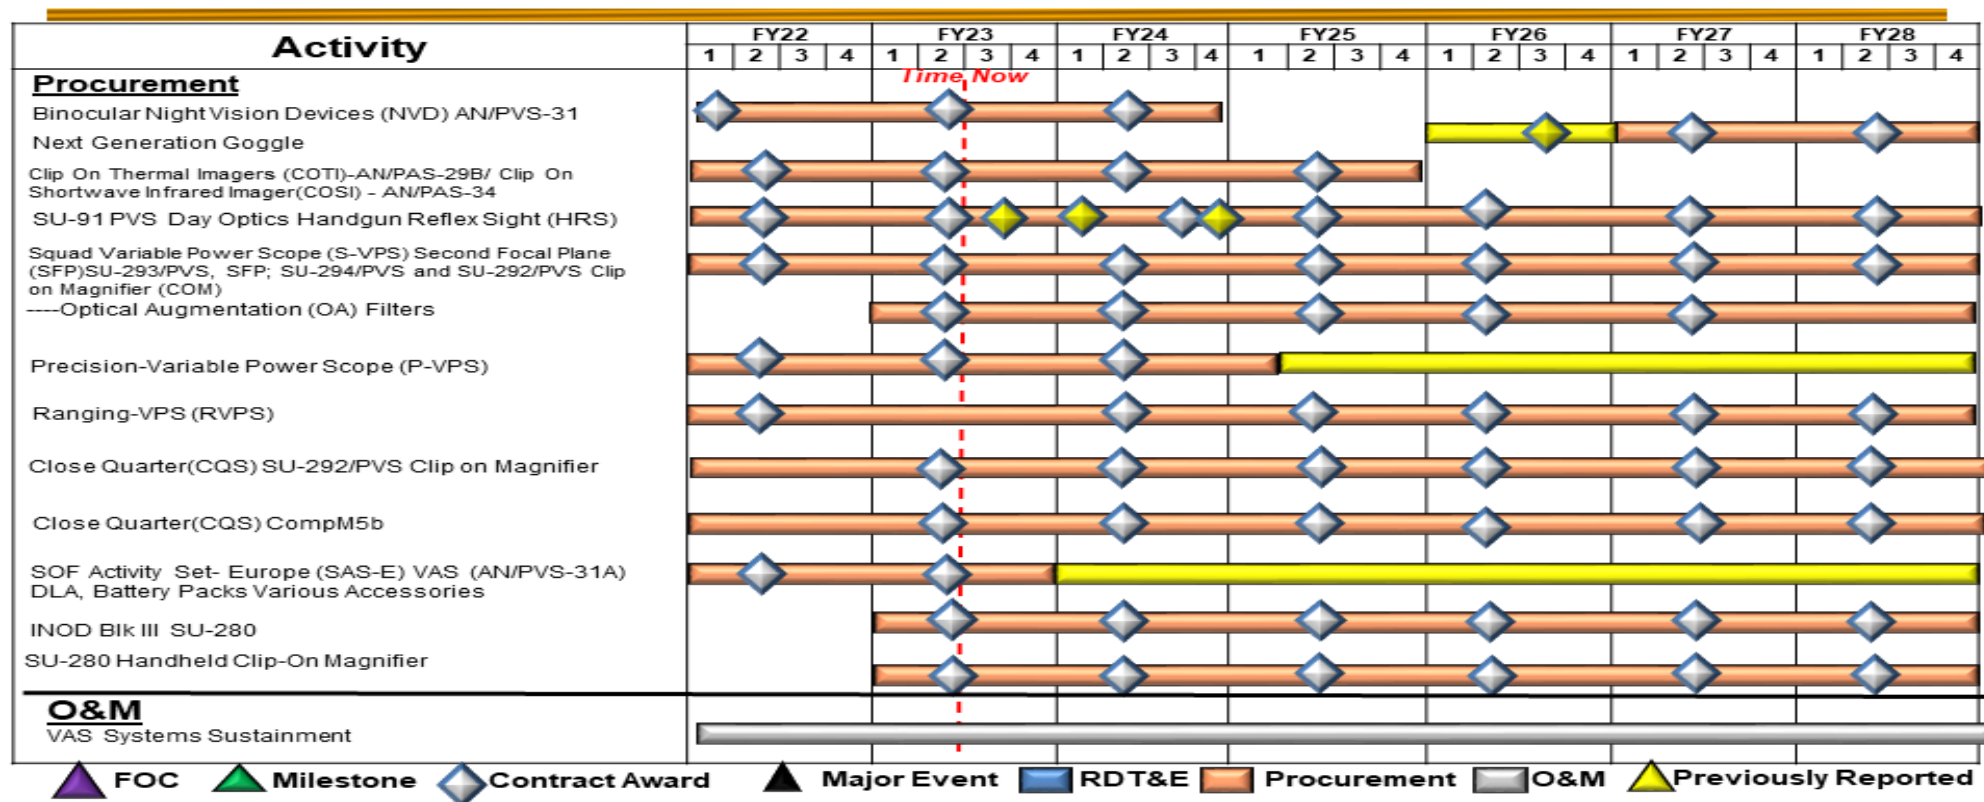 Activity
FY22 FY23 FY24 FY25 FY26 FY27 FY28
1 2 3 4 1 2 3 4 1 2 3 4 1 2 3 4 1 2 3 4 1 2 3 4 1 2 3 4
Time Now
Procurement
Binocular Night Vision Devices (NVD) AN/PVS-31
Next Generation Goggle
Clip On Thermal Imagers (COTI)-AN/PAS-29B/ Clip On
Shortwave Infrared Imager(COSI) - AN/PAS-34
SU-91 PVS Day Optics Handgun Reflex Sight (HRS)
Squad Variable Power Scope (S-VPS) Second Focal Plane
(SFP)SU-293/PVS, SFP; SU-294/PVS and SU-292/PVS Clip
on Magnifier (COM)
----Optical Augmentation (OA) Filters
Precision-Variable Power Scope (P-VPS)
Ranging-VPS (RVPS)
Close Quarter(CQS) SU-292/PVS Clip on Magnifier
Close Quarter(CQS) CompM5b
SOF Activity Set- Europe (SAS-E) VAS (AN/PVS-31A)
DLA, Battery Packs Various Accessories
INOD Blk III SU-280
SU-280 Handheld Clip-On Magnifier
O&M
VAS Systems Sustainment
FOC Milestone Contract Award Major Event RDT&E Procurement O&M Previously Reported